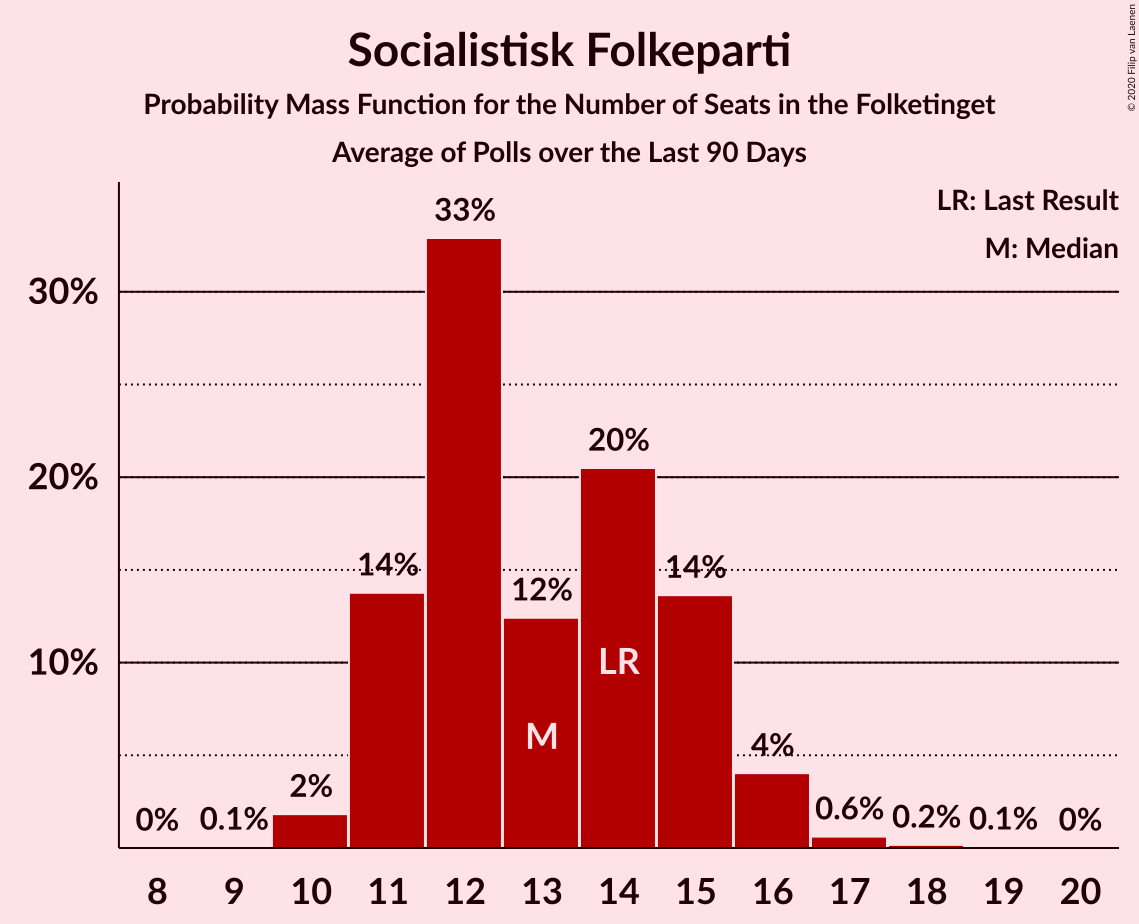 © 2020 Filip van Laenen
Socialistisk Folkeparti
Probability Mass Function for the Number of Seats in the Folketinget
Average of Polls over the Last 90 Days
LR: Last Result
M: Median
33%
30%
20%
20%
14%
14%
12%
10%
LR
M
4%
2%
0%
0.1%
0.6%
0.2%
0.1%
0%
8 9 10 11 12 13 14 15 16 17 18 19 20